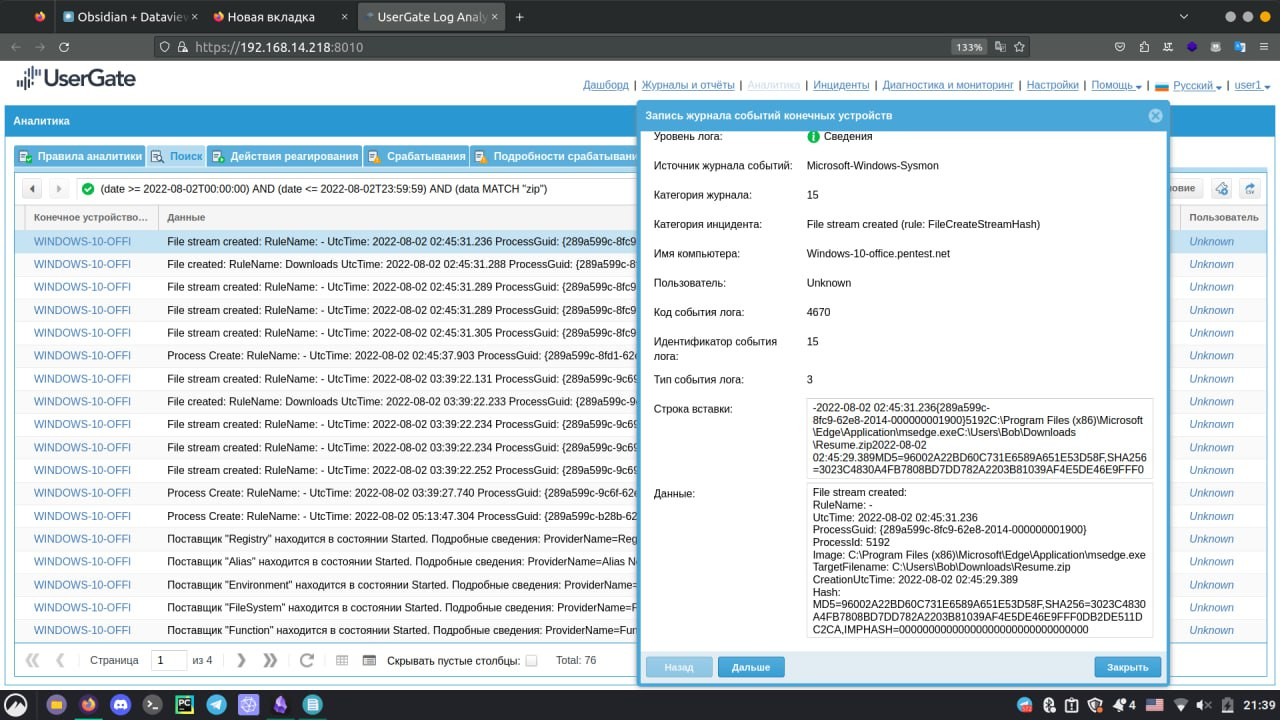 Obsidian + Dataview
Новая вкладка
UserGate Log Analy
https://192.168.14.218:8010
133%
UserGate
Дашборд | Журналы и отчёты | Аналитика | Инциденты | Диагностика и мониторинг | Настройки | Помощь | Русский | user1
Аналитика
Запись журнала событий конечных устройств
Правила аналитики
Поиск
Действия реагирования
Срабатывания
Подробности срабатывани
(date >= 2022-08-02T00:00:00) AND (date <= 2022-08-02T23:59:59) AND (data MATCH "zip")
овие
Конечное устройство...
Данные
Пользователь
WINDOWS-10-OFFI File stream created: RuleName: - UtcTime: 2022-08-02 02:45:31.236 ProcessGuid: {289a599c-8fc9 Unknown
WINDOWS-10-OFFI File created: RuleName: Downloads UtcTime: 2022-08-02 02:45:31.288 ProcessGuid: {289a599c-8 Unknown
WINDOWS-10-OFFI File stream created: RuleName: - UtcTime: 2022-08-02 02:45:31.289 ProcessGuid: {289a599c-8fc9 Unknown
WINDOWS-10-OFFI File stream created: RuleName: - UtcTime: 2022-08-02 02:45:31.289 ProcessGuid: {289a599c-8fc9 Unknown
WINDOWS-10-OFFI File stream created: RuleName: - UtcTime: 2022-08-02 02:45:31.305 ProcessGuid: {289a599c-8fc9 Unknown
WINDOWS-10-OFFI Process Create: RuleName: - UtcTime: 2022-08-02 02:45:37.903 ProcessGuid: {289a599c-8fd1-62e Unknown
WINDOWS-10-OFFI File stream created: RuleName: - UtcTime: 2022-08-02 03:39:22.131 ProcessGuid: {289a599c-9c69 Unknown
WINDOWS-10-OFFI File created: RuleName: Downloads UtcTime: 2022-08-02 03:39:22.233 ProcessGuid: {289a599c-9 Unknown
WINDOWS-10-OFFI File stream created: RuleName: - UtcTime: 2022-08-02 03:39:22.234 ProcessGuid: {289a599c-9c69 Unknown
WINDOWS-10-OFFI File stream created: RuleName: - UtcTime: 2022-08-02 03:39:22.234 ProcessGuid: {289a599c-9c69 Unknown
WINDOWS-10-OFFI File stream created: RuleName: - UtcTime: 2022-08-02 03:39:22.252 ProcessGuid: {289a599c-9c69 Unknown
WINDOWS-10-OFFI Process Create: RuleName: - UtcTime: 2022-08-02 03:39:27.740 ProcessGuid: {289a599c-9c6f-62e Unknown
WINDOWS-10-OFFI Process Create: RuleName: - UtcTime: 2022-08-02 05:13:47.304 ProcessGuid: {289a599c-b28b-62 Unknown
WINDOWS-10-OFFI Поставщик "Registry" находится в состоянии Started. Подробные сведения: ProviderName=Reg Unknown
WINDOWS-10-OFFI Поставщик "Alias" находится в состоянии Started. Подробные сведения: ProviderName=Alias N Unknown
WINDOWS-10-OFFI Поставщик "Environment" находится в состоянии Started. Подробные сведения: ProviderName= Unknown
WINDOWS-10-OFFI Поставщик "FileSystem" находится в состоянии Started. Подробные сведения: ProviderName=F Unknown
WINDOWS-10-OFFI Поставщик "Function" находится в состоянии Started. Подробные сведения: ProviderName=Fun Unknown
Страница 1 из 4
Скрывать пустые столбцы:
Total: 76
Уровень лога: Сведения
Источник журнала событий: Microsoft-Windows-Sysmon
Категория журнала: 15
Категория инцидента: File stream created (rule: FileCreateStreamHash)
Имя компьютера: Windows-10-office.pentest.net
Пользователь: Unknown
Код события лога: 4670
Идентификатор события 15
лога:
Тип события лога: 3
Строка вставки:
-2022-08-02 02:45:31.236{289a599c-
8fc9-62e8-2014-000000001900}5192C:\Program Files (x86)\Microsoft
\Edge\Application\msedge.exeC:\Users\Bob\Downloads
\Resume.zip2022-08-02
02:45:29.389MD5=96002A22BD60C731E6589A651E53D58F,SHA256
=3023C4830A4FB7808BD7DD782A2203B81039AF4E5DE46E9FFF0
Данные:
File stream created:
RuleName: -
UtcTime: 2022-08-02 02:45:31.236
ProcessGuid: {289a599c-8fc9-62e8-2014-000000001900}
ProcessId: 5192
Image: C:\Program Files (x86)\Microsoft\Edge\Application\msedge.exe
TargetFilename: C:\Users\Bob\Downloads\Resume.zip
CreationUtcTime: 2022-08-02 02:45:29.389
Hash:
MD5=96002A22BD60C731E6589A651E53D58F,SHA256=3023C4830
A4FB7808BD7DD782A2203B81039AF4E5DE46E9FFF0DB2DE511D
C2CA,IMPHASH=00000000000000000000000000000000
Назад
Дальше
Закрыть
4
21:39